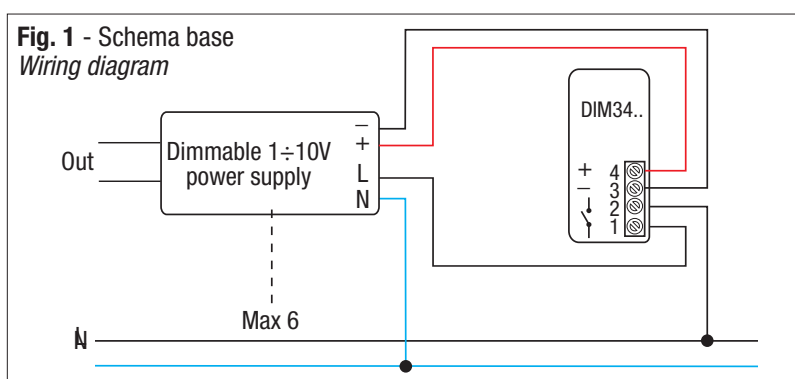 Fig. 1 - Schema base
Wiring diagram
DIM34..
Out
Dimmable 1÷10V
power supply
–
+
L
N
+ 4
– 3
2
1
Max 6
L
N